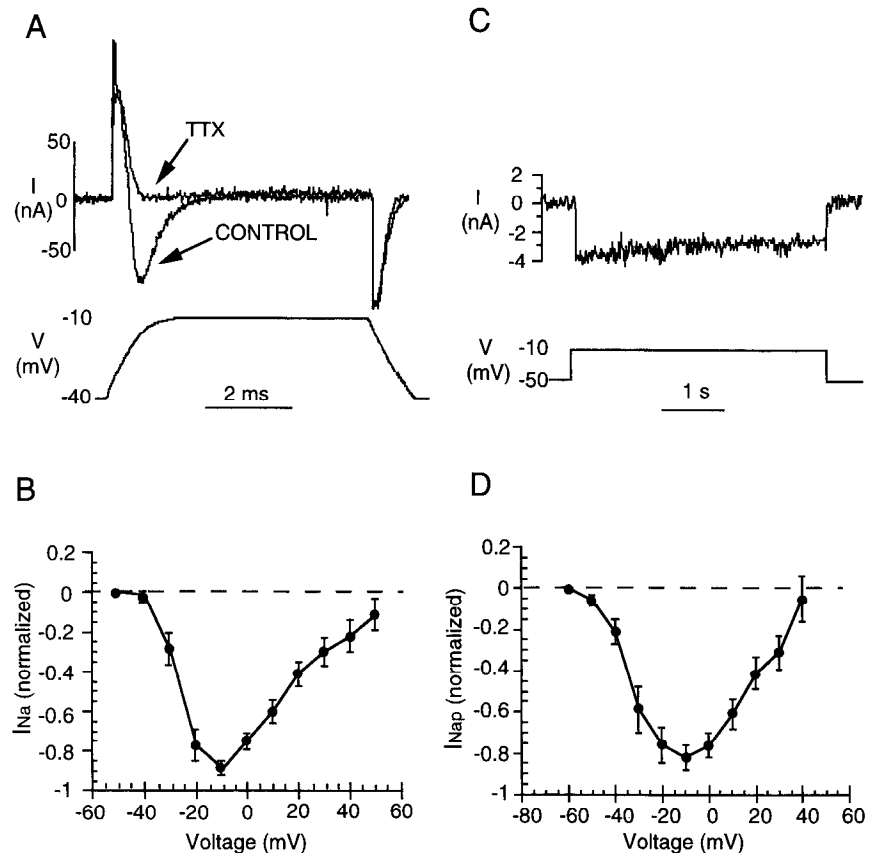 A
TTX
50
I
(nA)
0
-50
CONTROL
-10
V
(mV)
-40
2 ms
C
2
I
(nA)
0
-2
-4
V
(mV)
-10
-50
1 s
B
0.2
0
-0.2
-0.4
-0.6
-0.8
-1
INa (normalized)
-60 -40 -20 0 20 40 60
Voltage (mV)
D
0.2
0
-0.2
-0.4
-0.6
-0.8
-1
INap (normalized)
-80 -60 -40 -20 0 20 40 60
Voltage (mV)